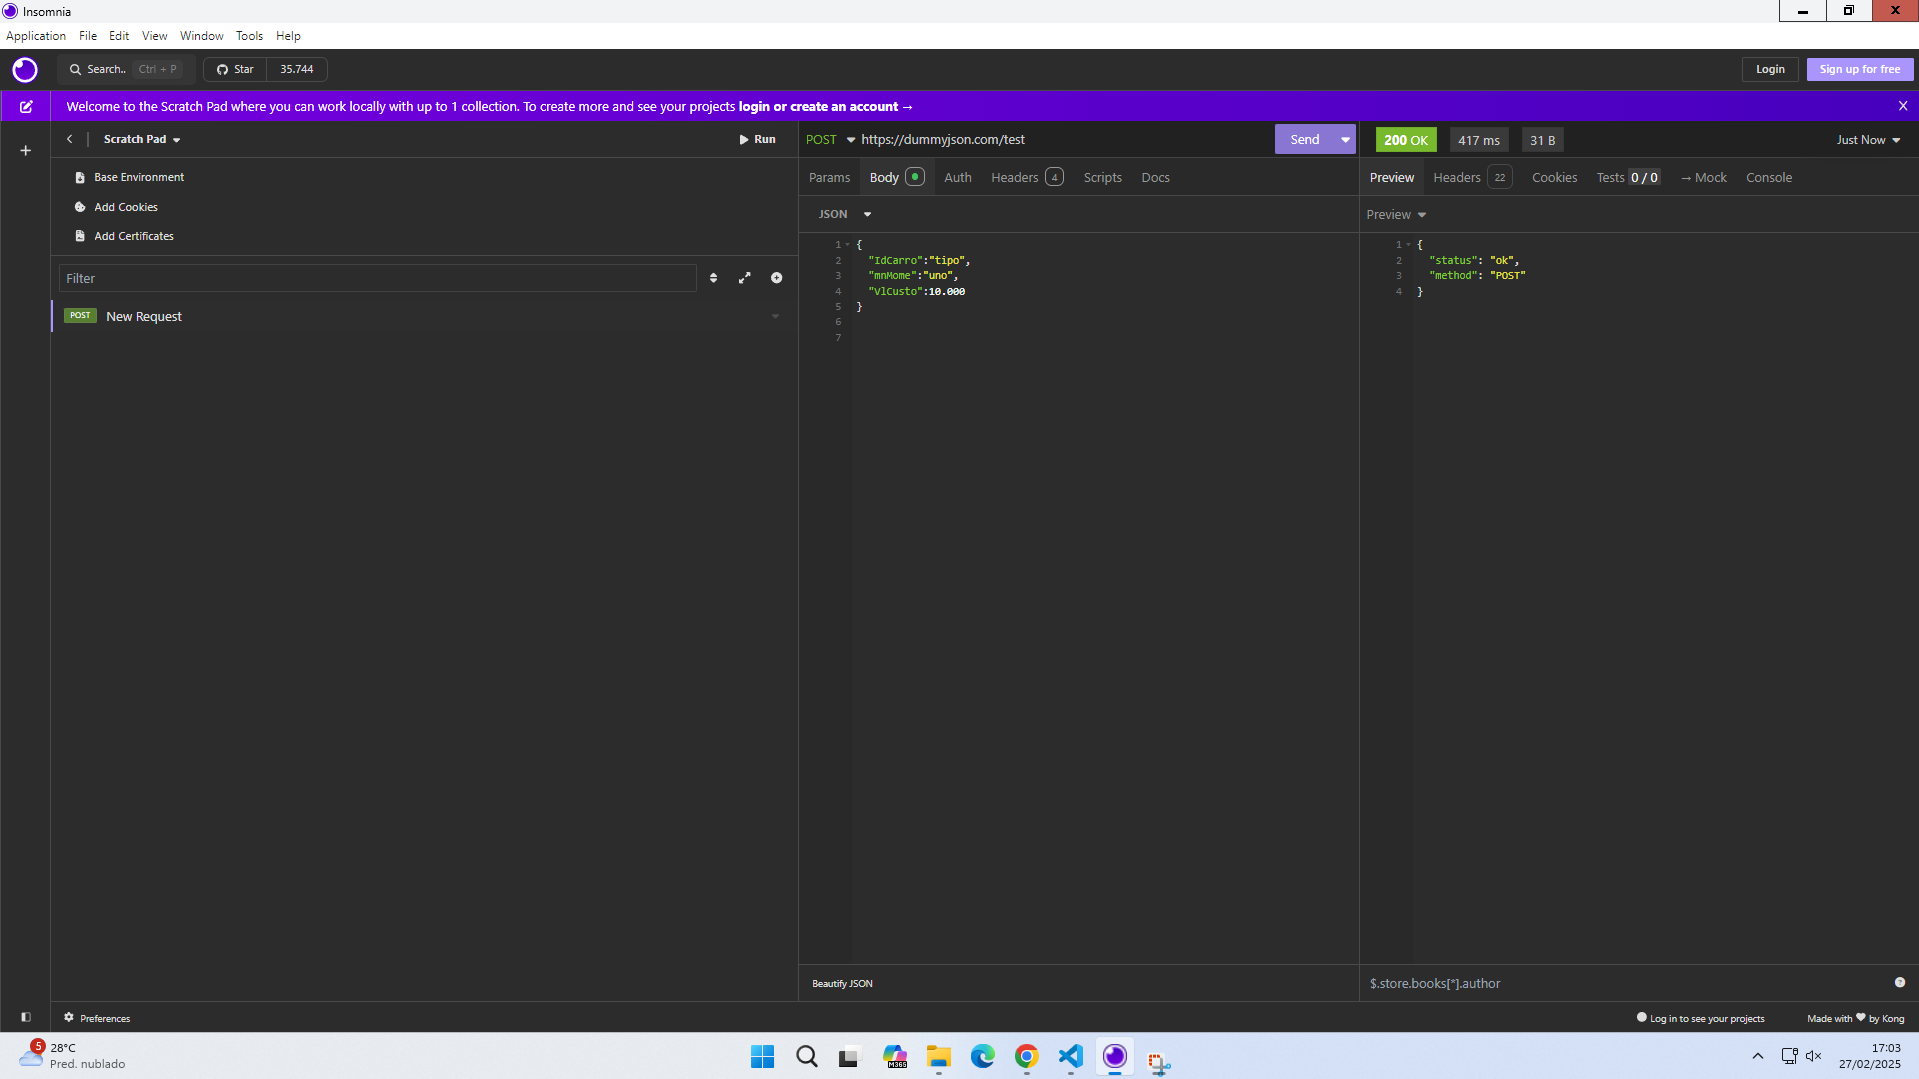 Insomnia
Application File Edit View Window Tools Help
Search.. Ctrl + P Star 35.744 Login Sign up for free
Welcome to the Scratch Pad where you can work locally with up to 1 collection. To create more and see your projects login or create an account →
Scratch Pad Run
Base Environment
Add Cookies
Add Certificates
Filter
POST New Request
POST https://dummyjson.com/test Send
Params Body Auth Headers 4 Scripts Docs
JSON
1 {
2 "IdCarro":"tipo",
3 "mnMome":"uno",
4 "VlCusto":10.000
5 }
6
7
Beautify JSON
200 OK 417 ms 31 B Just Now
Preview Headers 22 Cookies Tests 0 / 0 → Mock Console
Preview
1 {
2 "status": "ok",
3 "method": "POST"
4 }
$.store.books[*].author
Preferences Log in to see your projects Made with ♥ by Kong
5
28°C
Pred. nublado
M365
17:03
27/02/2025